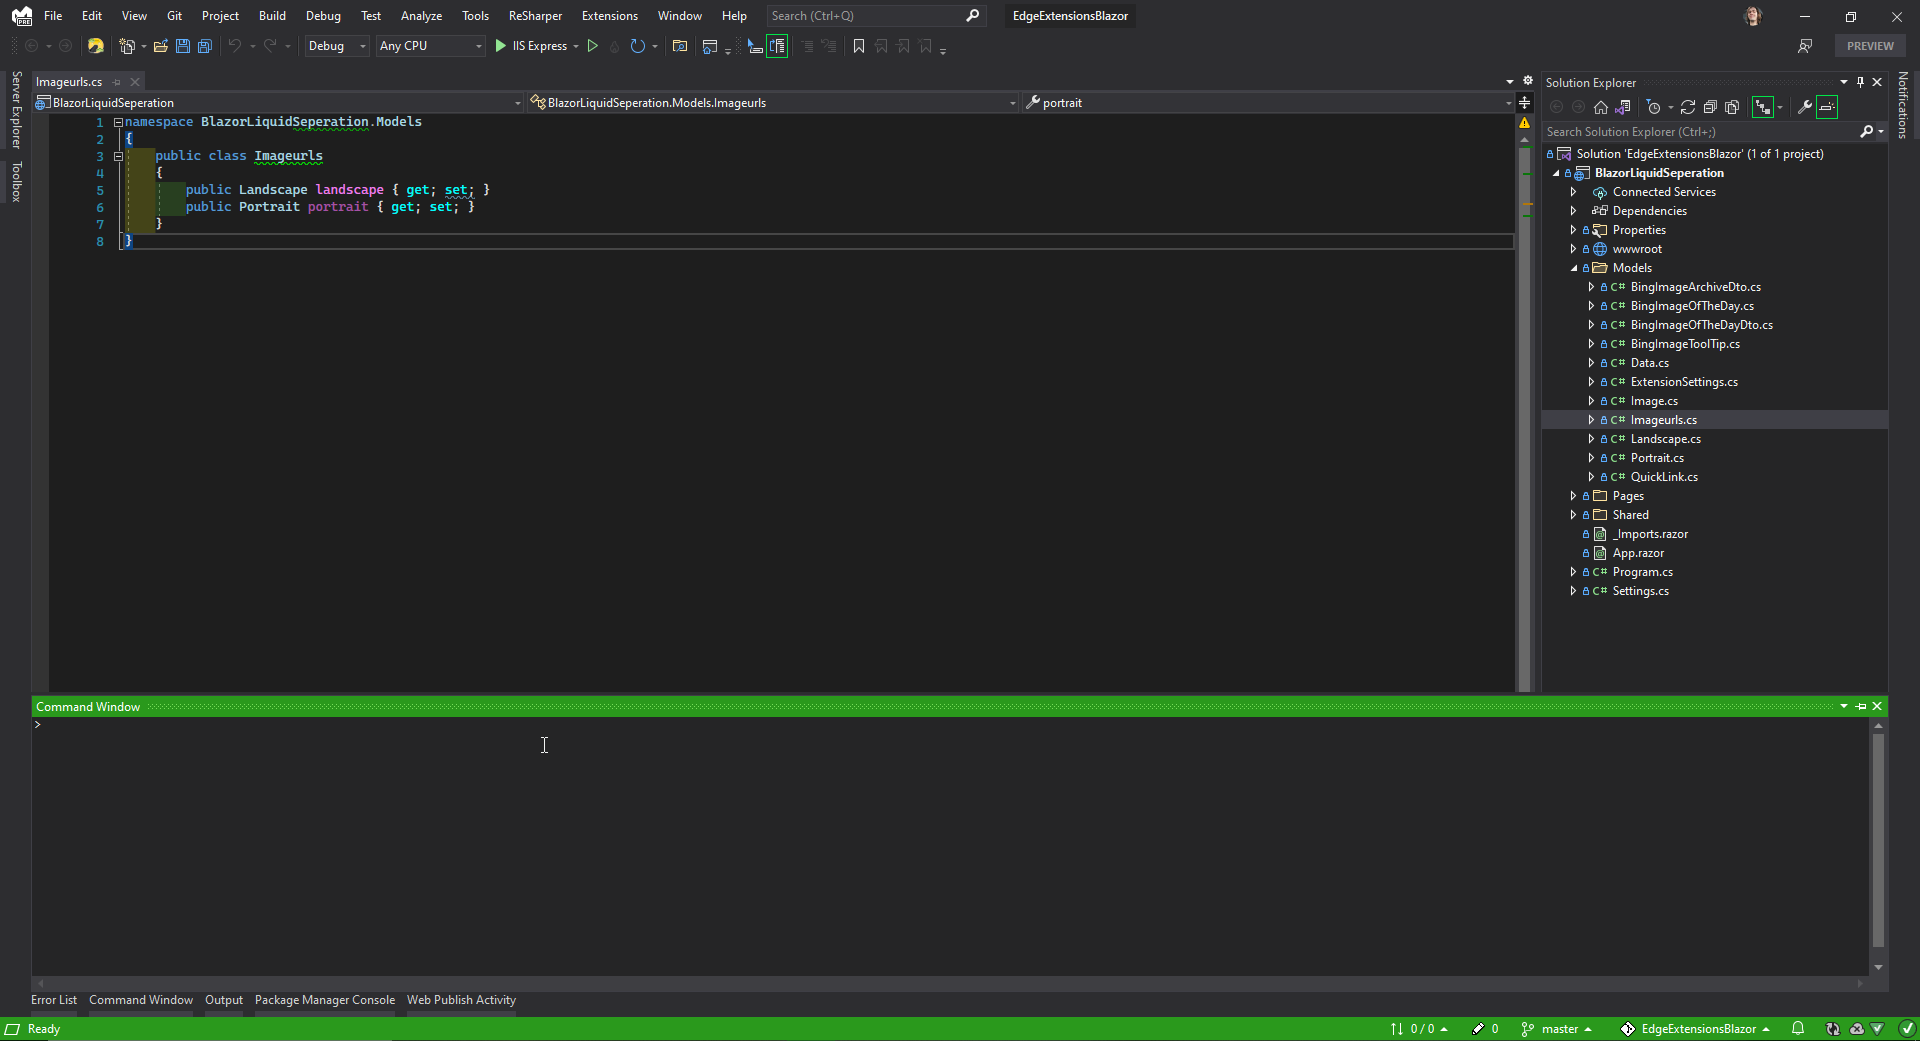 File Edit View Git Project Build Debug Test Analyze Tools ReSharper Extensions Window Help Search (Ctrl+Q) EdgeExtensionsBlazor
Debug Any CPU IIS Express PREVIEW
Server Explorer
Toolbox
Imageurls.cs
BlazorLiquidSeperation BlazorLiquidSeperation.Models.Imageurls portrait
1 namespace BlazorLiquidSeperation.Models
2 {
3 public class Imageurls
4 {
5 public Landscape landscape { get; set; }
6 public Portrait portrait { get; set; }
7 }
8 }
Solution Explorer
Search Solution Explorer (Ctrl+;)
Solution 'EdgeExtensionsBlazor' (1 of 1 project)
BlazorLiquidSeperation
Connected Services
Dependencies
Properties
wwwroot
Models
C# BingImageArchiveDto.cs
C# BingImageOfTheDay.cs
C# BingImageOfTheDayDto.cs
C# BingImageToolTip.cs
C# Data.cs
C# ExtensionSettings.cs
C# Image.cs
C# Imageurls.cs
C# Landscape.cs
C# Portrait.cs
C# QuickLink.cs
Pages
Shared
_Imports.razor
App.razor
C# Program.cs
C# Settings.cs
Notifications
Command Window
>
Error List Command Window Output Package Manager Console Web Publish Activity
Ready 0 / 0 0 master EdgeExtensionsBlazor